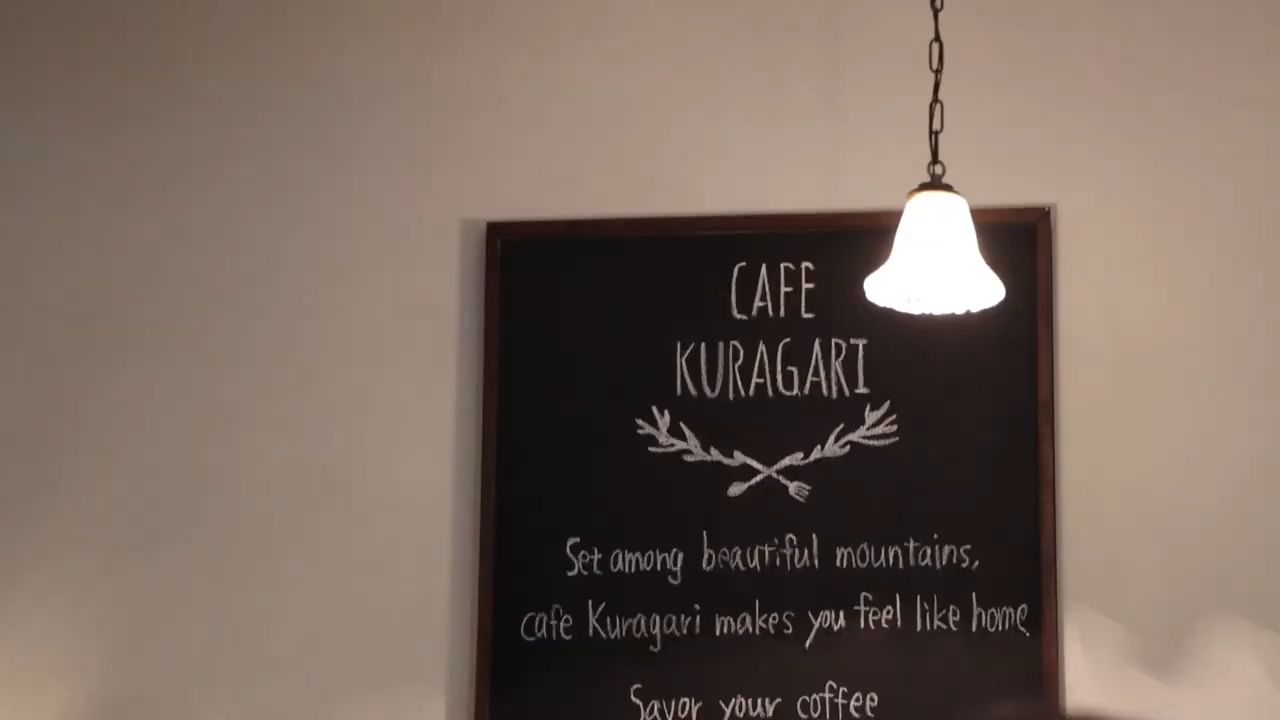 CAFE
KURAGARI
Set among beautiful mountains,
cafe Kuragari makes you feel like home
Savor your coffee